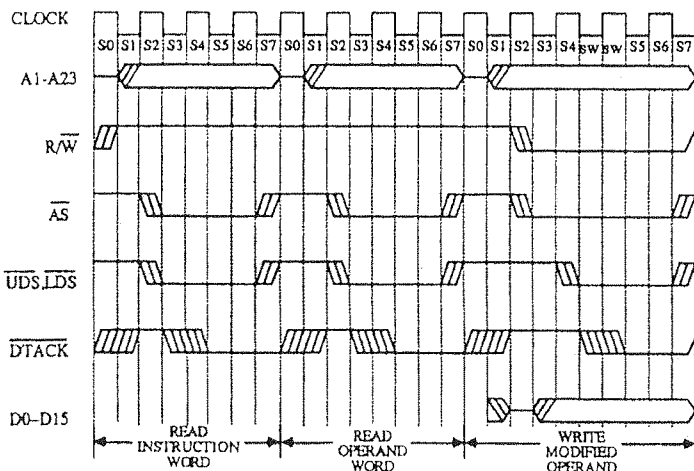 CLOCK
S0 S1 S2 S3 S4 S5 S6 S7 S0 S1 S2 S3 S4 S5 S6 S7 S0 S1 S2 S3 S4 SW SW S5 S6 S7
A1-A23
R/W
AS
UDS,LDS
DTACK
D0-D15
READ
INSTRUCTION
WORD
READ
OPERAND
WORD
WRITE
MODIFIED
OPERAND